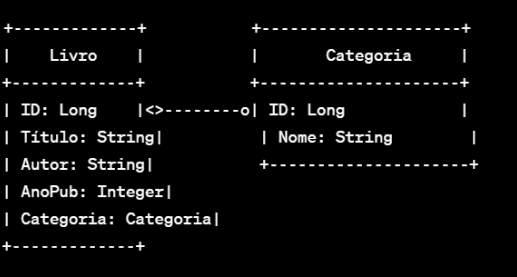 +-------------+           +---------------------+
|    Livro    |           |       Categoria     |
+-------------+           +---------------------+
| ID: Long    |<>--------o| ID: Long            |
| Título: String|          | Nome: String        |
| Autor: String|           +---------------------+
| AnoPub: Integer|
| Categoria: Categoria|
+-------------+